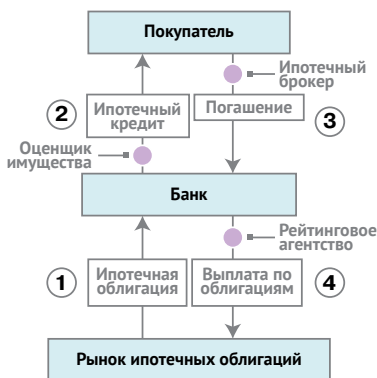 Покупатель
Ипотечный
брокер
2
Ипотечный
кредит
Погашение
3
Оценщик
имущества
Банк
Рейтинговое
агентство
1
Ипотечная
облигация
Выплата по
облигациям
4
Рынок ипотечных облигаций